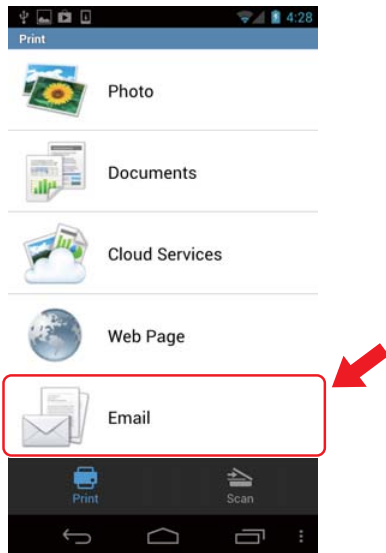 4:28
Print
Photo
Documents
Cloud Services
Web Page
Email
Print
Scan